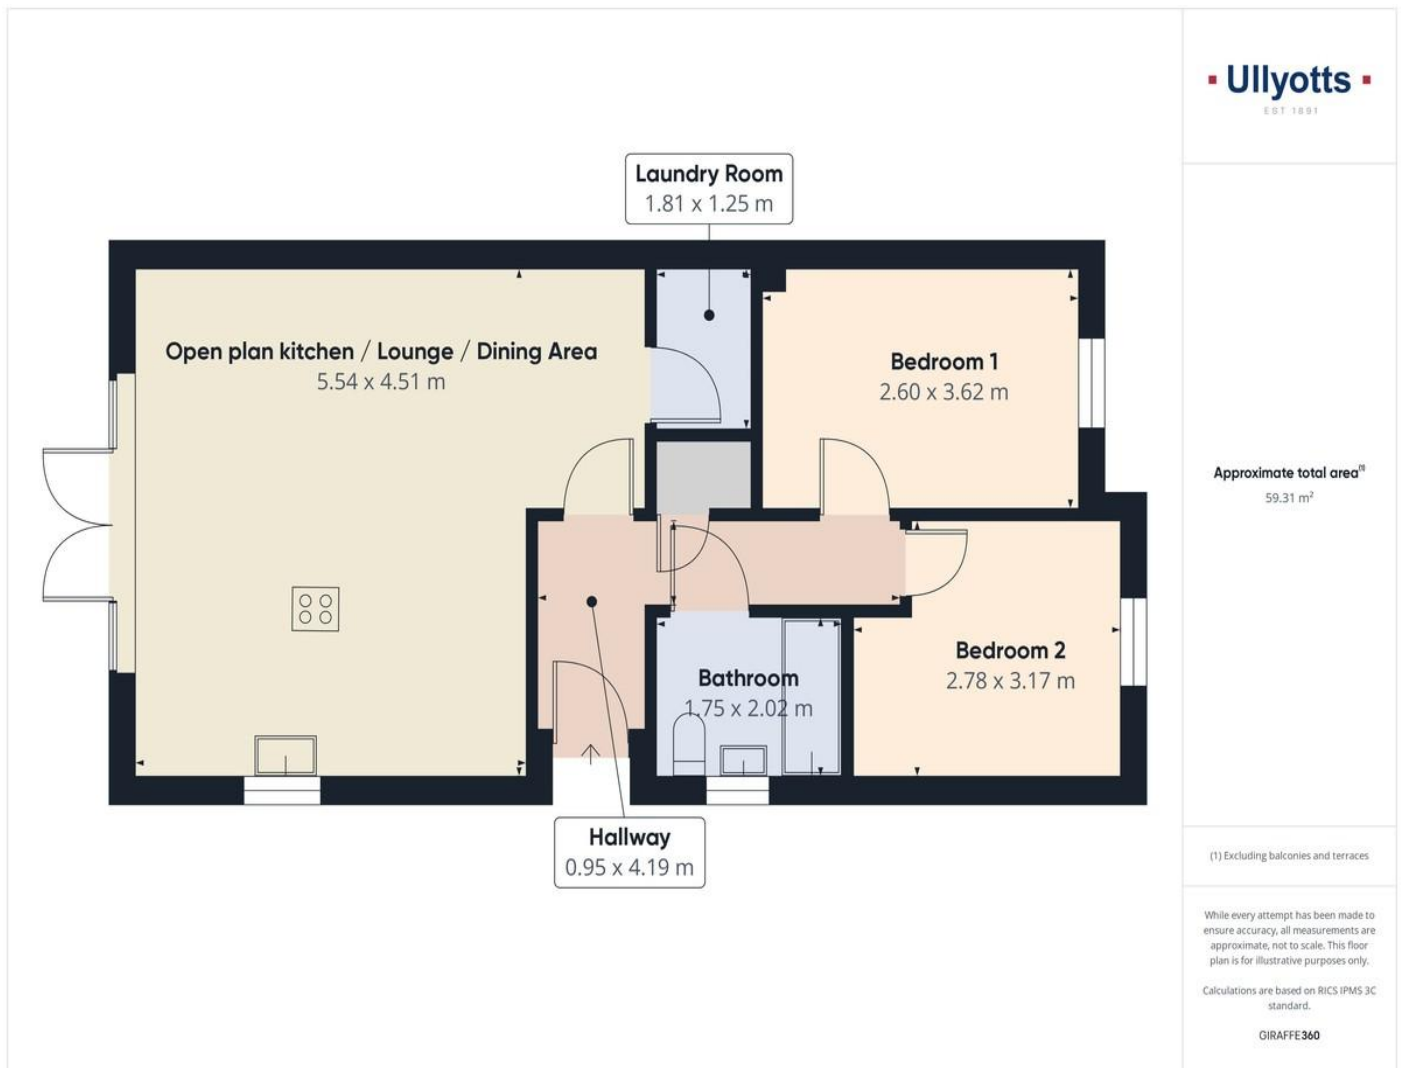 Ullyotts
EST 1891
Laundry Room
1.81 x 1.25 m
Open plan kitchen / Lounge / Dining Area
5.54 x 4.51 m
Bedroom 1
2.60 x 3.62 m
Bedroom 2
2.78 x 3.17 m
Bathroom
1.75 x 2.02 m
Hallway
0.95 x 4.19 m
Approximate total area⁽¹⁾
59.31 m²
(1) Excluding balconies and terraces
While every attempt has been made to
ensure accuracy, all measurements are
approximate, not to scale. This floor
plan is for illustrative purposes only.
Calculations are based on RICS IPMS 3C
standard.
GIRAFFE360